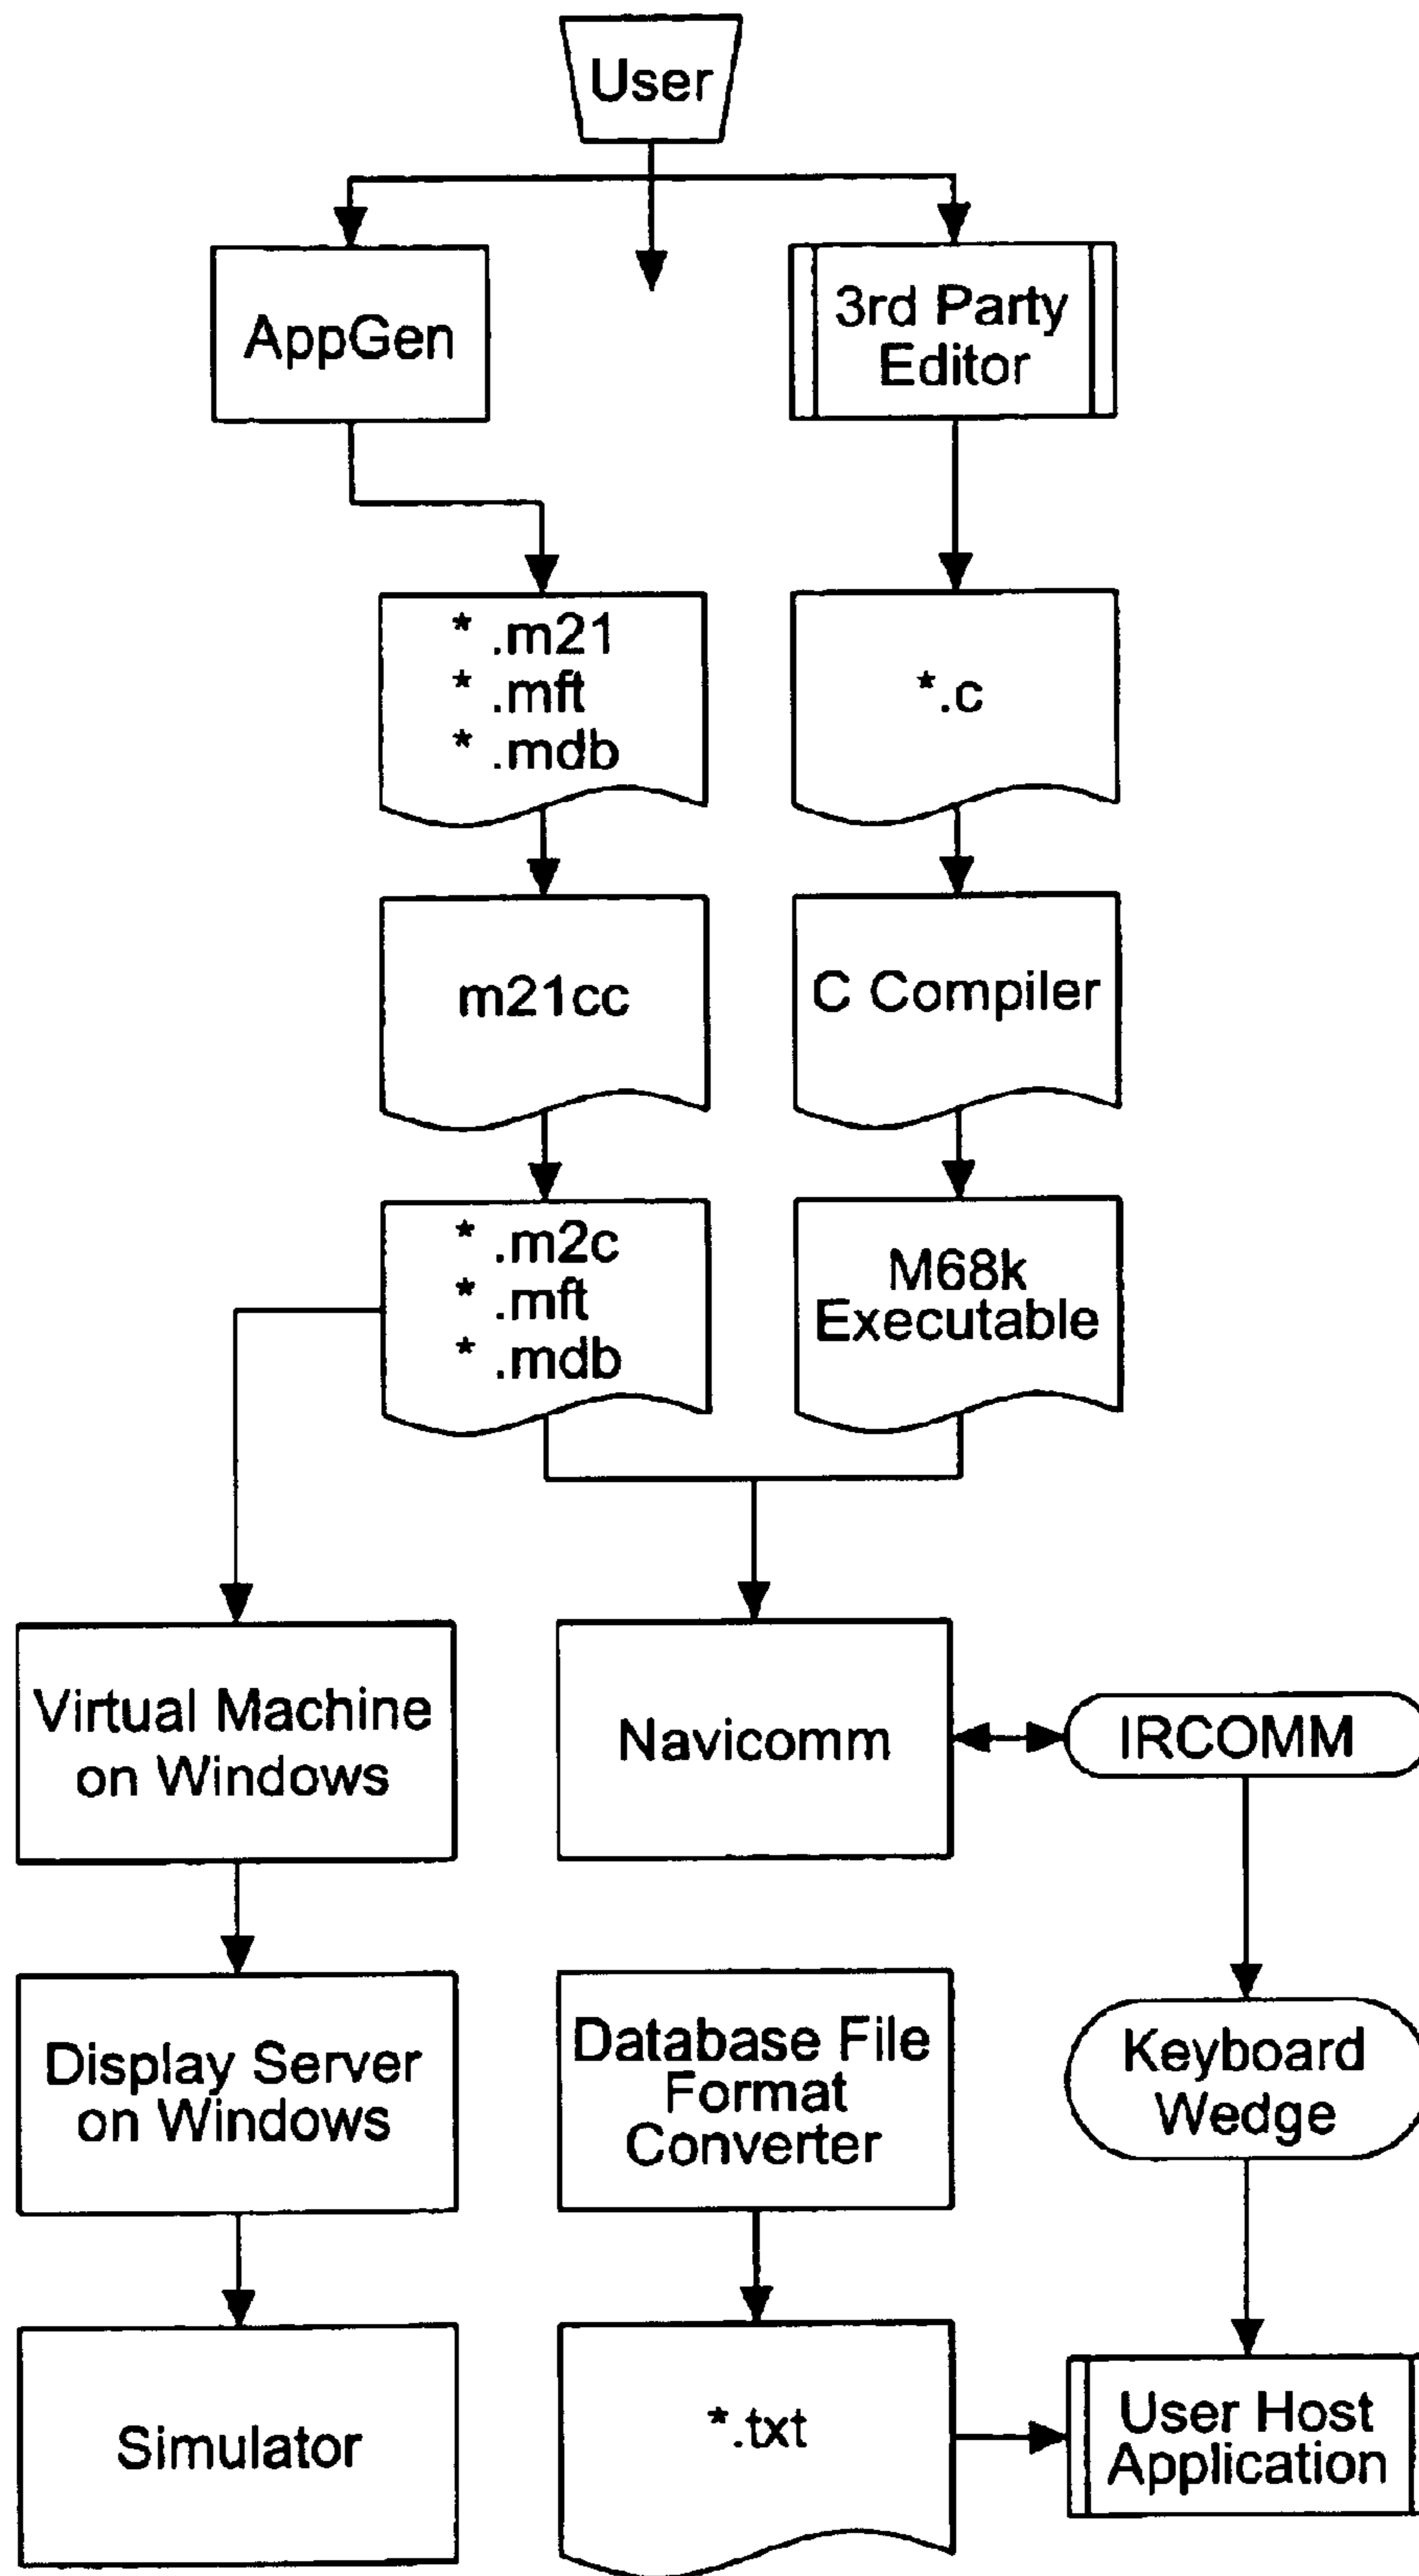 User
AppGen
3rd Party
Editor
* .m21
* .mft
* .mdb
*.c
m21cc
C Compiler
* .m2c
* .mft
* .mdb
M68k
Executable
Virtual Machine
on Windows
Navicomm
IRCOMM
Display Server
on Windows
Database File
Format
Converter
Keyboard
Wedge
Simulator
*.txt
User Host
Application